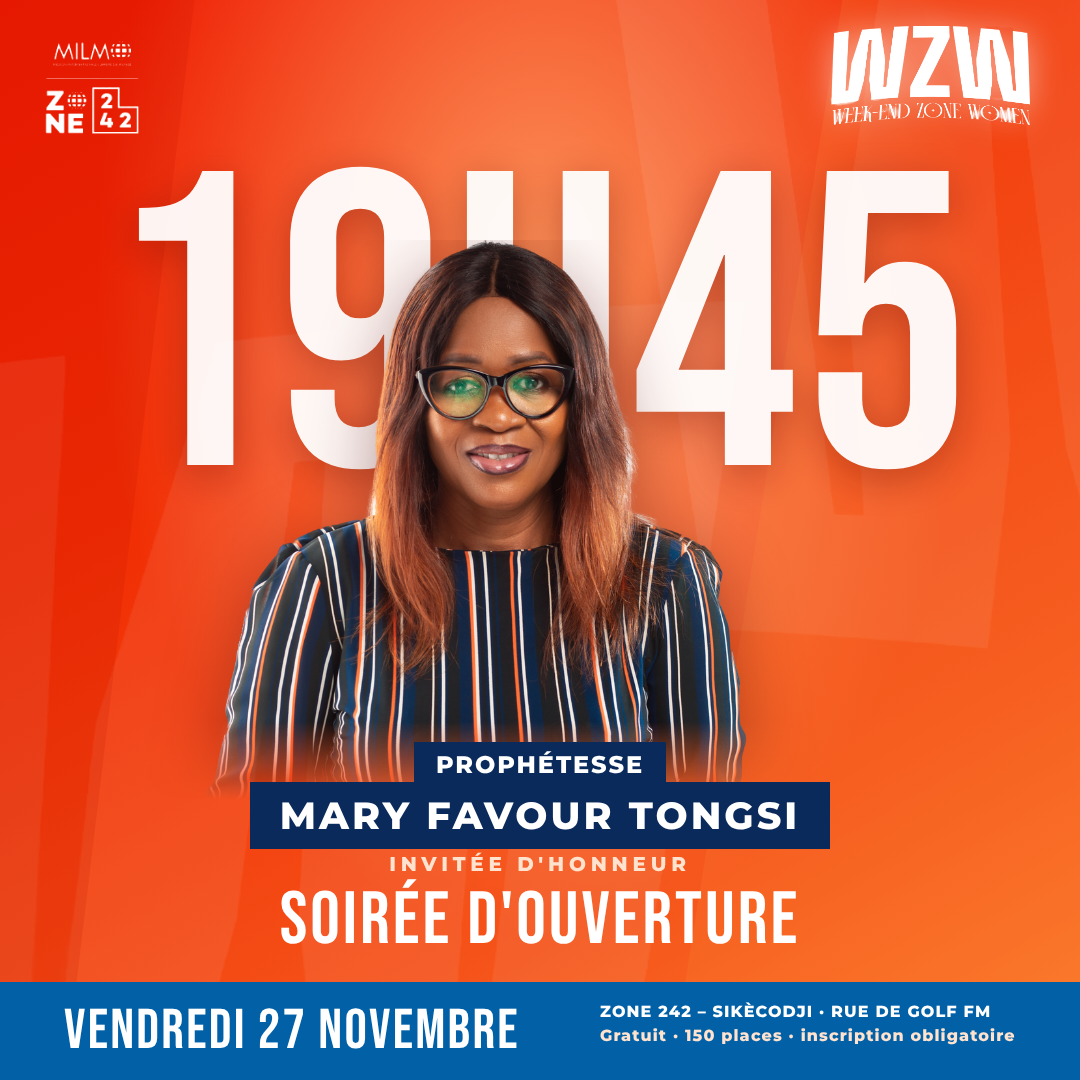 MILMO
ZONE 242
WZW
WEEK-END ZONE WOMEN
19H45
PROPHÉTESSE
MARY FAVOUR TONGSI
INVITÉE D'HONNEUR
SOIRÉE D'OUVERTURE
VENDREDI 27 NOVEMBRE
ZONE 242 – SIKÈCODJI · RUE DE GOLF FM
Gratuit · 150 places · inscription obligatoire